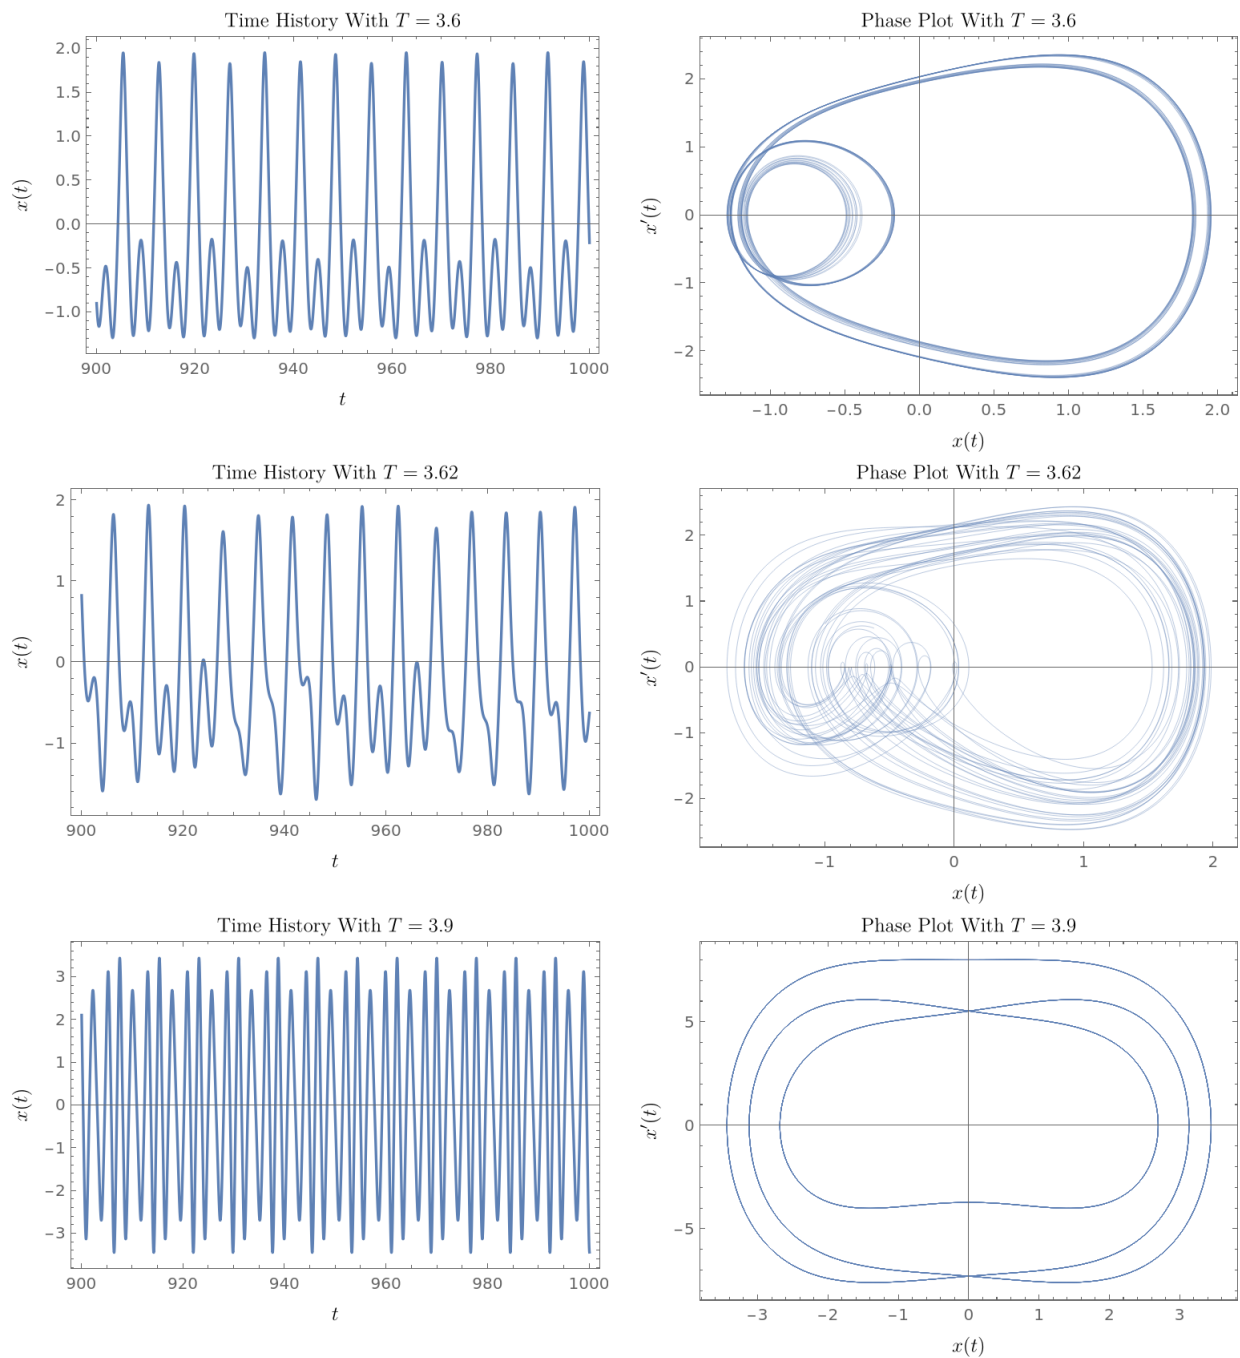 Time History With T = 3.6
x(t)
2.0
1.5
1.0
0.5
0.0
−0.5
−1.0
900 920 940 960 980 1000
t
Phase Plot With T = 3.6
x′(t)
2
1
0
−1
−2
−1.0 −0.5 0.0 0.5 1.0 1.5 2.0
x(t)
Time History With T = 3.62
x(t)
2
1
0
−1
900 920 940 960 980 1000
t
Phase Plot With T = 3.62
x′(t)
2
1
0
−1
−2
−1 0 1 2
x(t)
Time History With T = 3.9
x(t)
3
2
1
0
−1
−2
−3
900 920 940 960 980 1000
t
Phase Plot With T = 3.9
x′(t)
5
0
−5
−3 −2 −1 0 1 2 3
x(t)